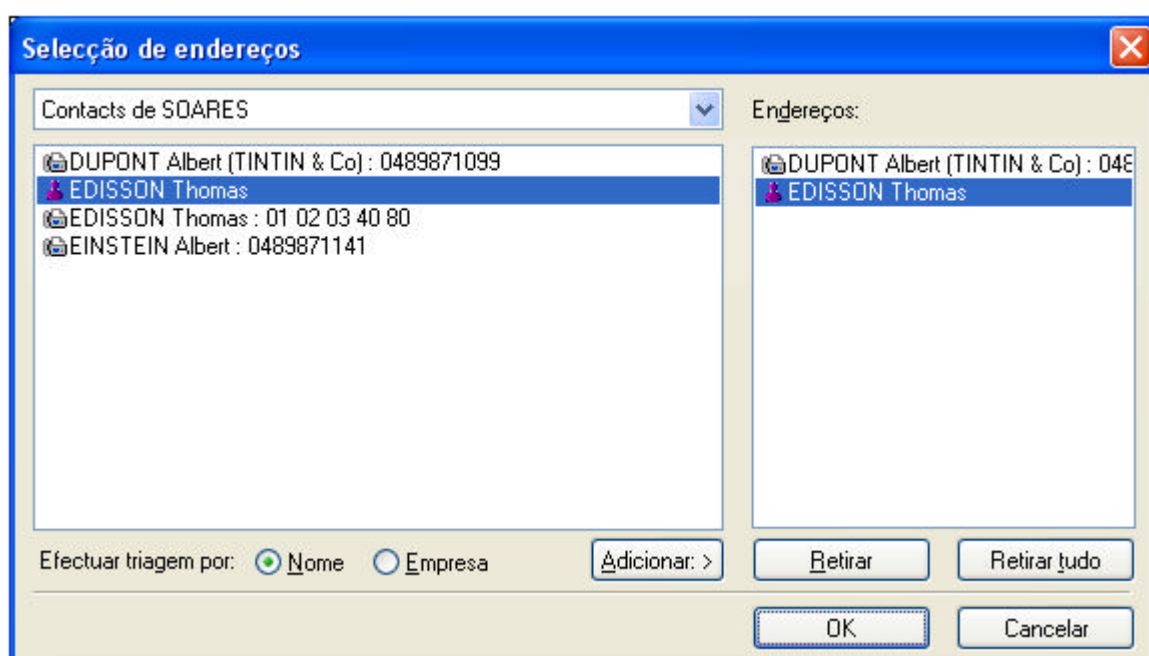 Selecção de endereços
Contacts de SOARES
Endereços:
DUPONT Albert (TINTIN & Co) : 0489871099
EDISSON Thomas
EDISSON Thomas : 01 02 03 40 80
EINSTEIN Albert : 0489871141
DUPONT Albert (TINTIN & Co) : 048
EDISSON Thomas
Efectuar triagem por: Nome Empresa Adicionar: > Retirar Retirar tudo
OK Cancelar